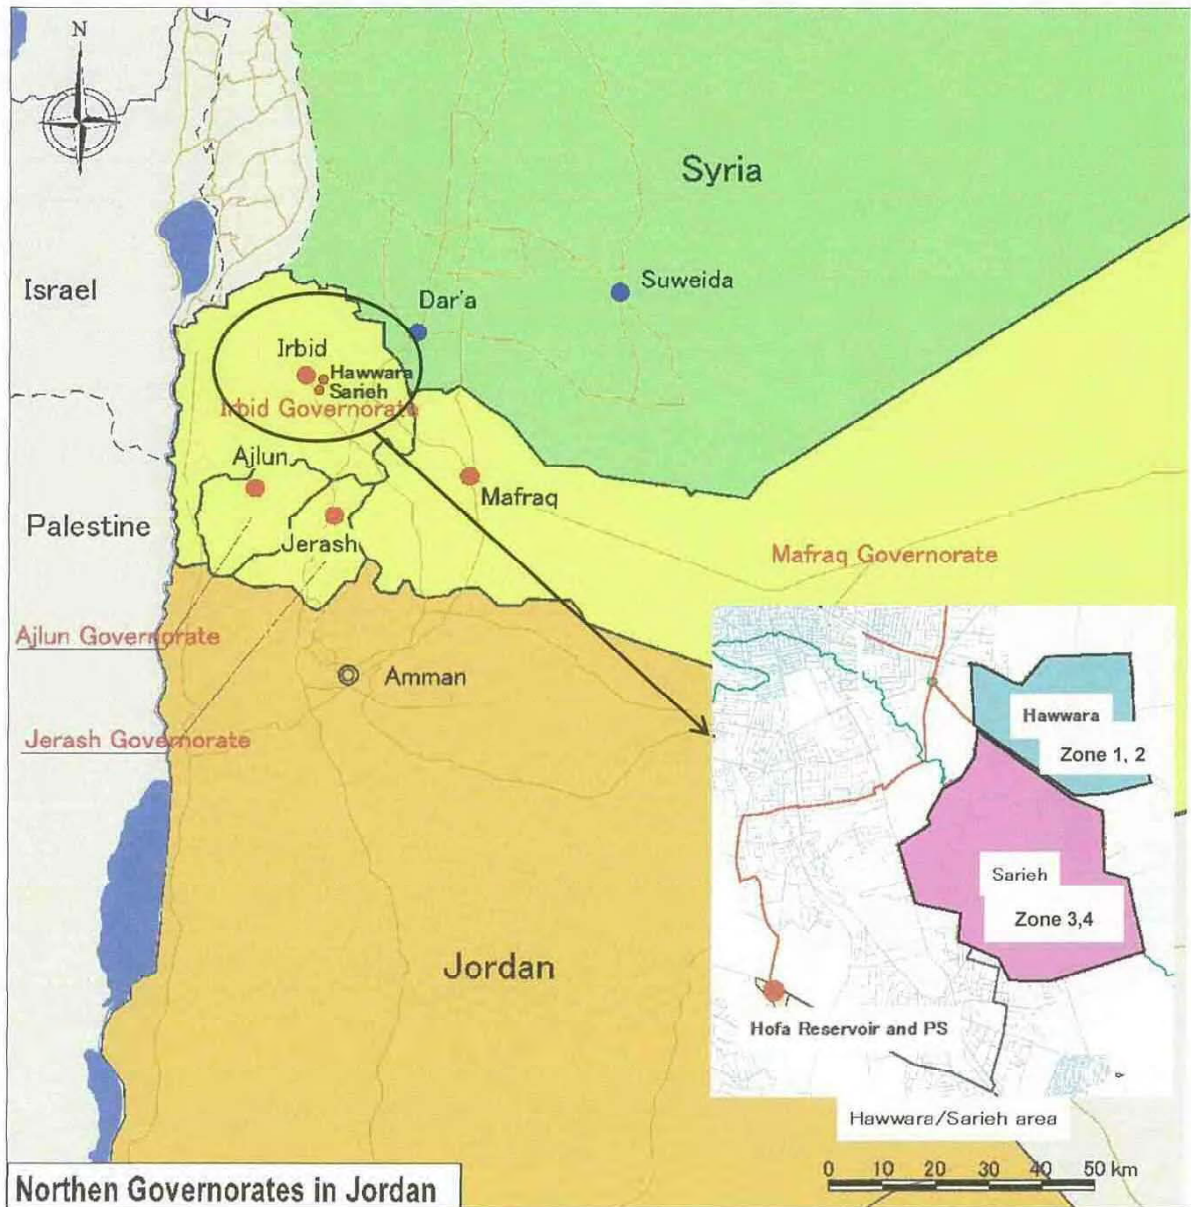 N
Syria
Israel
Suweida
Dar'a
Irbid
Hawwara
Sarieh
Irbid Governorate
Ajlun
Mafraq
Palestine
Jerash
Mafraq Governorate
Ajlun Governorate
Amman
Hawwara
Jerash Governorate
Zone 1, 2
Sarieh
Zone 3,4
Jordan
Hofa Reservoir and PS
Hawwara/Sarieh area
Northen Governorates in Jordan
0 10 20 30 40 50 km